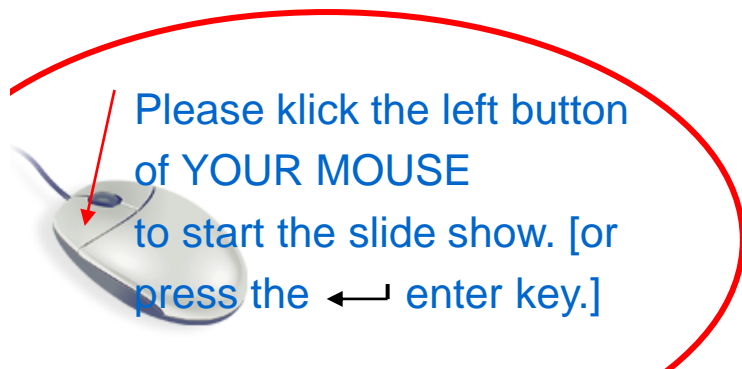 Please klick the left button
of YOUR MOUSE
to start the slide show. [or
press the enter key.]